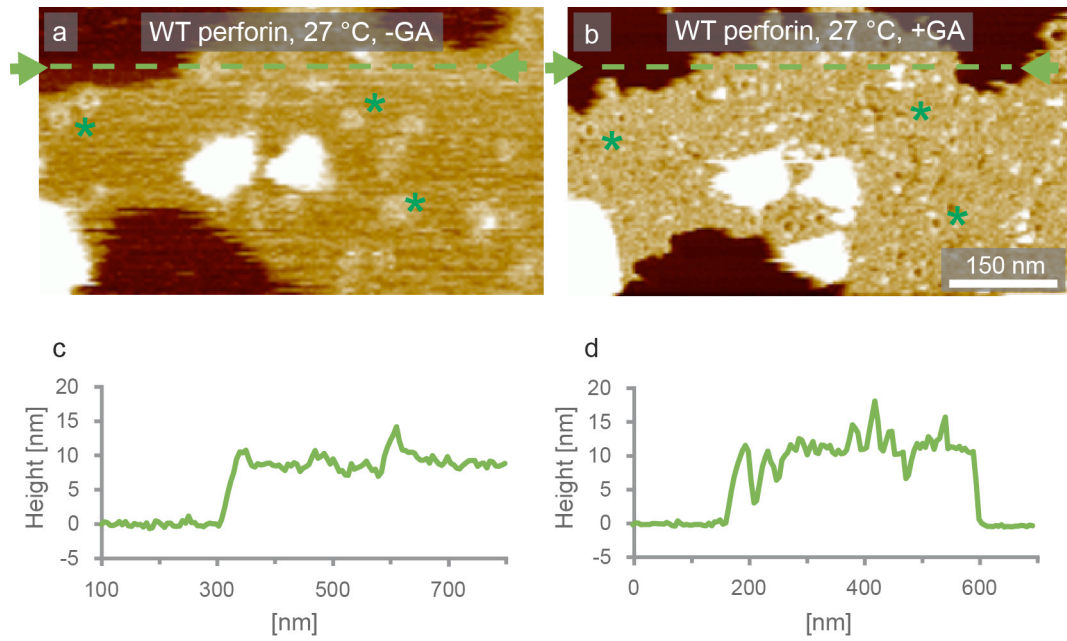 a
WT perforin, 27 °C, -GA
b
WT perforin, 27 °C, +GA
*
*
*
*
*
*
150 nm
c
d
Height [nm]
20
15
10
5
0
-5
100
300
500
700
[nm]
Height [nm]
20
15
10
5
0
-5
0
200
400
600
[nm]